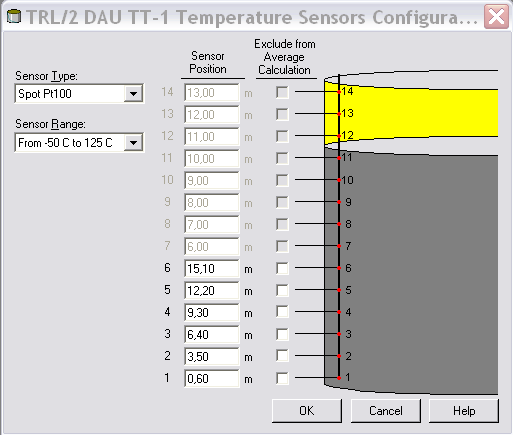 TRL/2 DAU TT-1 Temperature Sensors Configura...
Sensor Type:
Spot Pt100
Sensor Range:
From -50 C to 125 C
Sensor Position
Exclude from Average Calculation
14 13,00 m 14
13 12,00 m 13
12 11,00 m 12
11 10,00 m 11
10 9,00 m 10
9 8,00 m 9
8 7,00 m 8
7 6,00 m 7
6 15,10 m 6
5 12,20 m 5
4 9,30 m 4
3 6,40 m 3
2 3,50 m 2
1 0,60 m 1
OK Cancel Help